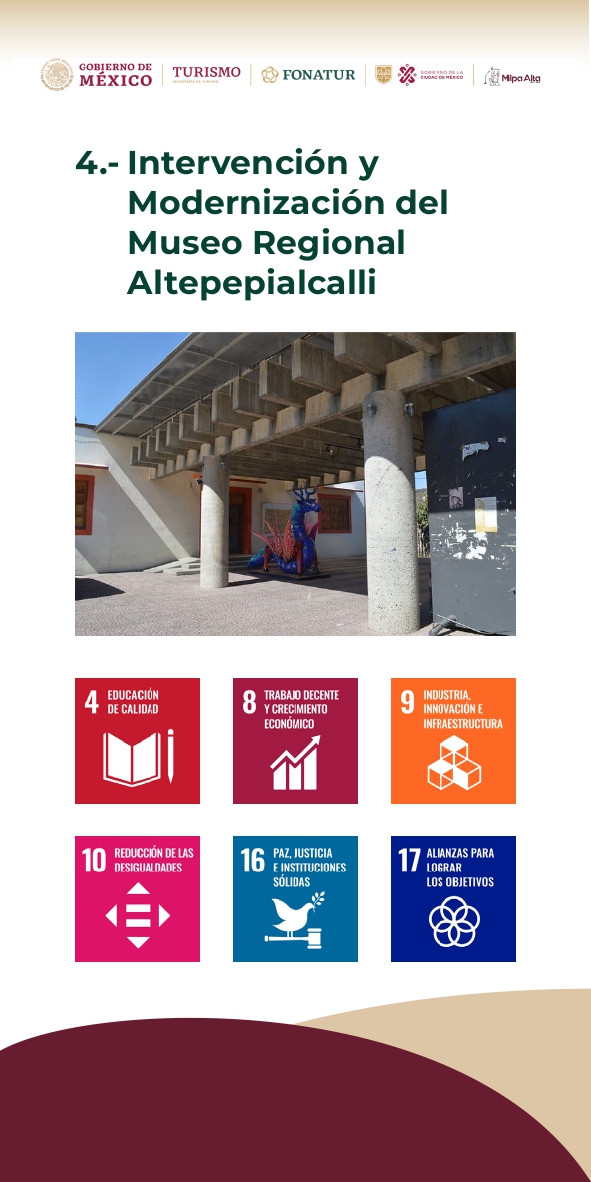 GOBIERNO DE
MÉXICO
TURISMO
SECRETARÍA DE TURISMO
FONATUR
GOBIERNO DE LA
CIUDAD DE MÉXICO
Milpa Alta
4.- Intervención y
Modernización del
Museo Regional
Altepepialcalli
4 EDUCACIÓN
DE CALIDAD
8 TRABAJO DECENTE
Y CRECIMIENTO
ECONÓMICO
9 INDUSTRIA,
INNOVACIÓN E
INFRAESTRUCTURA
10 REDUCCIÓN DE LAS
DESIGUALDADES
16 PAZ, JUSTICIA
E INSTITUCIONES
SÓLIDAS
17 ALIANZAS PARA
LOGRAR
LOS OBJETIVOS